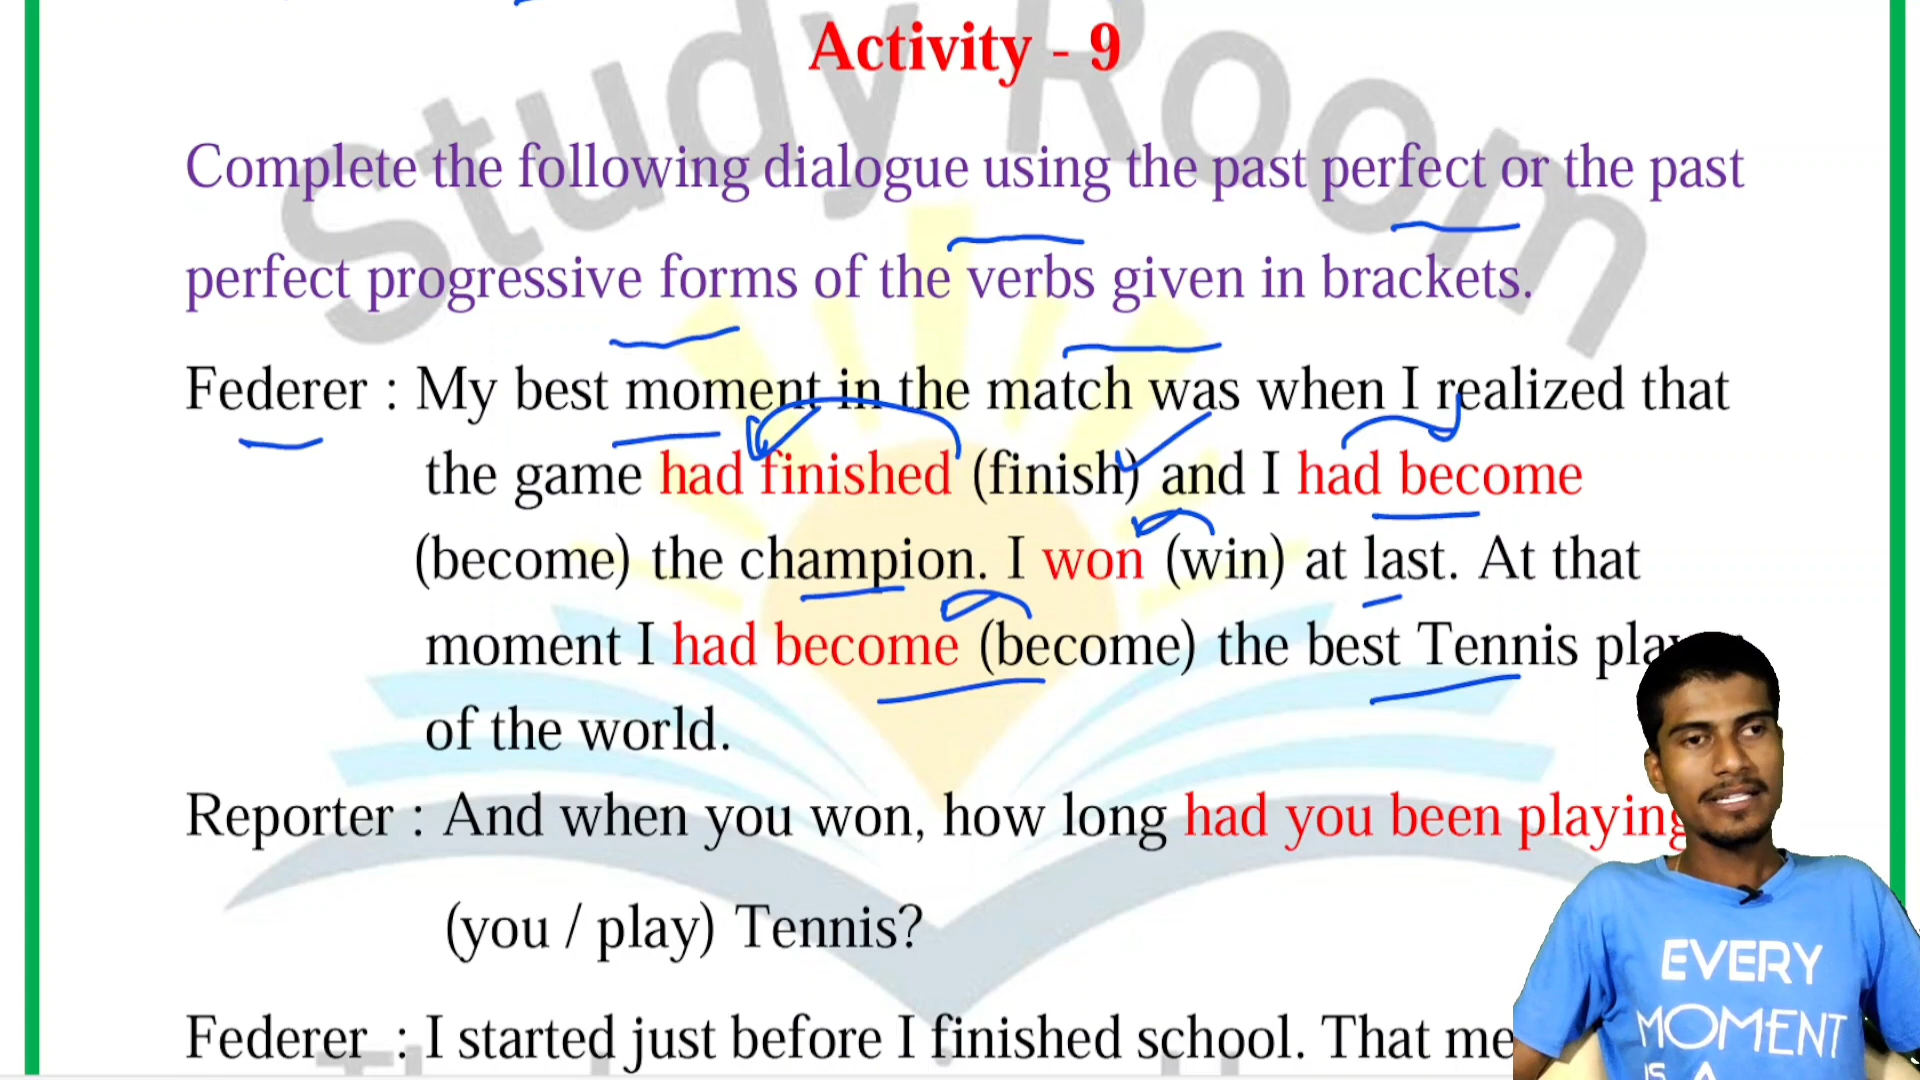 Activity - 9
Study Room
Complete the following dialogue using the past perfect or the past
perfect progressive forms of the verbs given in brackets.
Federer : My best moment in the match was when I realized that
the game had finished (finish) and I had become
(become) the champion. I won (win) at last. At that
moment I had become (become) the best Tennis
of the world.
Reporter : And when you won, how long had you been playing
(you / play) Tennis?
Federer : I started just before I finished school. That
EVERY
MOMENT
IS A